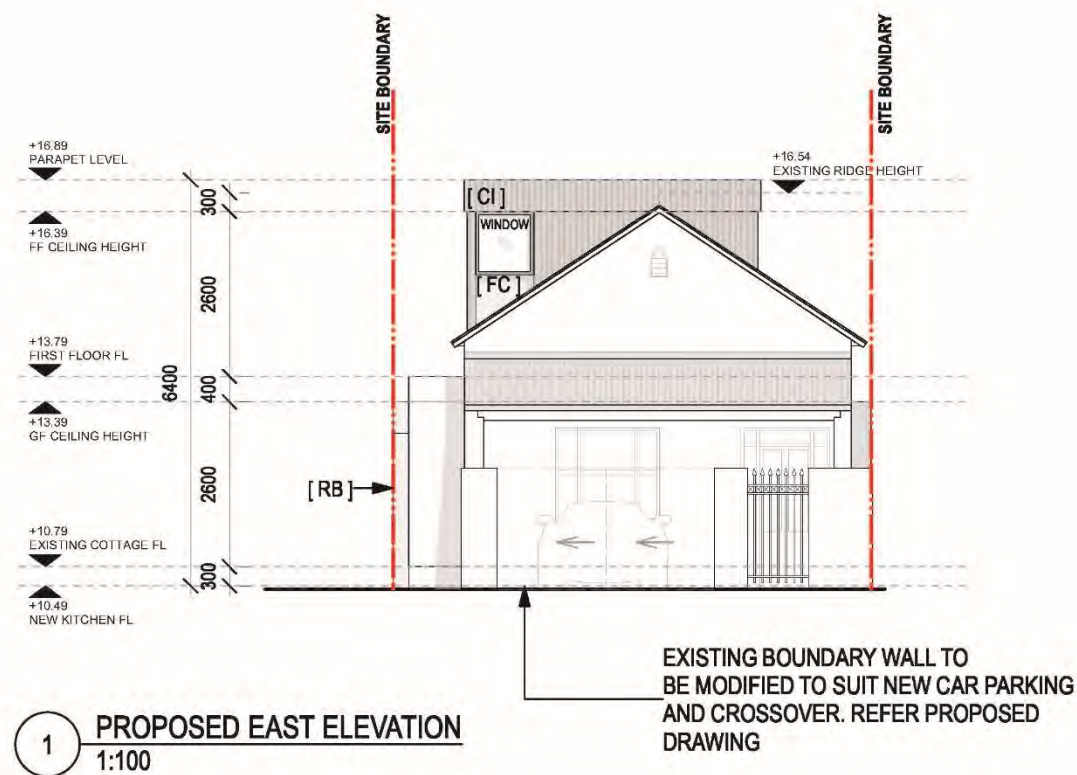 SITE BOUNDARY
SITE BOUNDARY
+16.89
PARAPET LEVEL
+16.54
EXISTING RIDGE HEIGHT
300
[ CI ]
WINDOW
+16.39
FF CEILING HEIGHT
[ FC ]
2600
+13.79
FIRST FLOOR FL
6400
400
+13.39
GF CEILING HEIGHT
2600
[ RB ]
+10.79
EXISTING COTTAGE FL
300
+10.49
NEW KITCHEN FL
EXISTING BOUNDARY WALL TO
BE MODIFIED TO SUIT NEW CAR PARKING
AND CROSSOVER. REFER PROPOSED
DRAWING
1
PROPOSED EAST ELEVATION
1:100